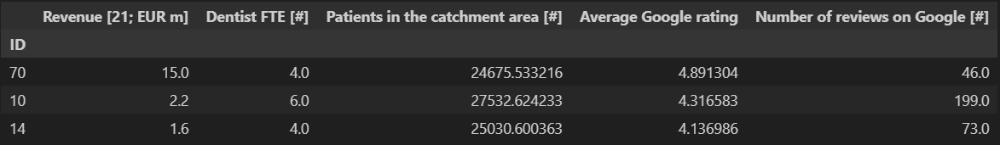 Revenue [21; EUR m] Dentist FTE [#] Patients in the catchment area [#] Average Google rating Number of reviews on Google [#]
ID
70 15.0 4.0 24675.533216 4.891304 46.0
10 2.2 6.0 27532.624233 4.316583 199.0
14 1.6 4.0 25030.600363 4.136986 73.0